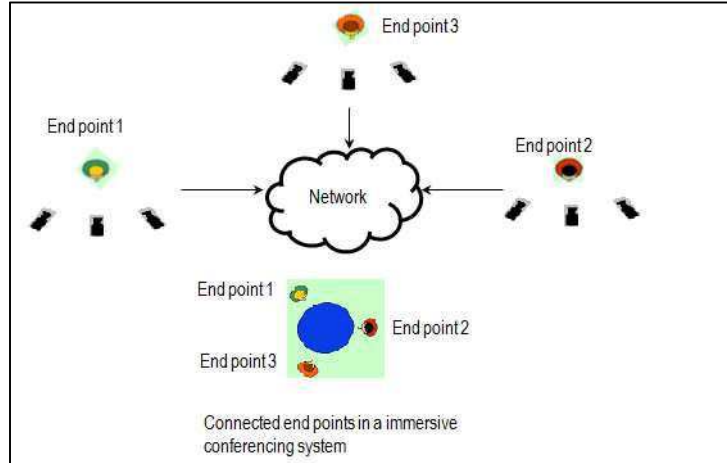 End point 3
End point 1
End point 2
Network
End point 1
End point 2
End point 3
Connected end points in a immersive
conferencing system